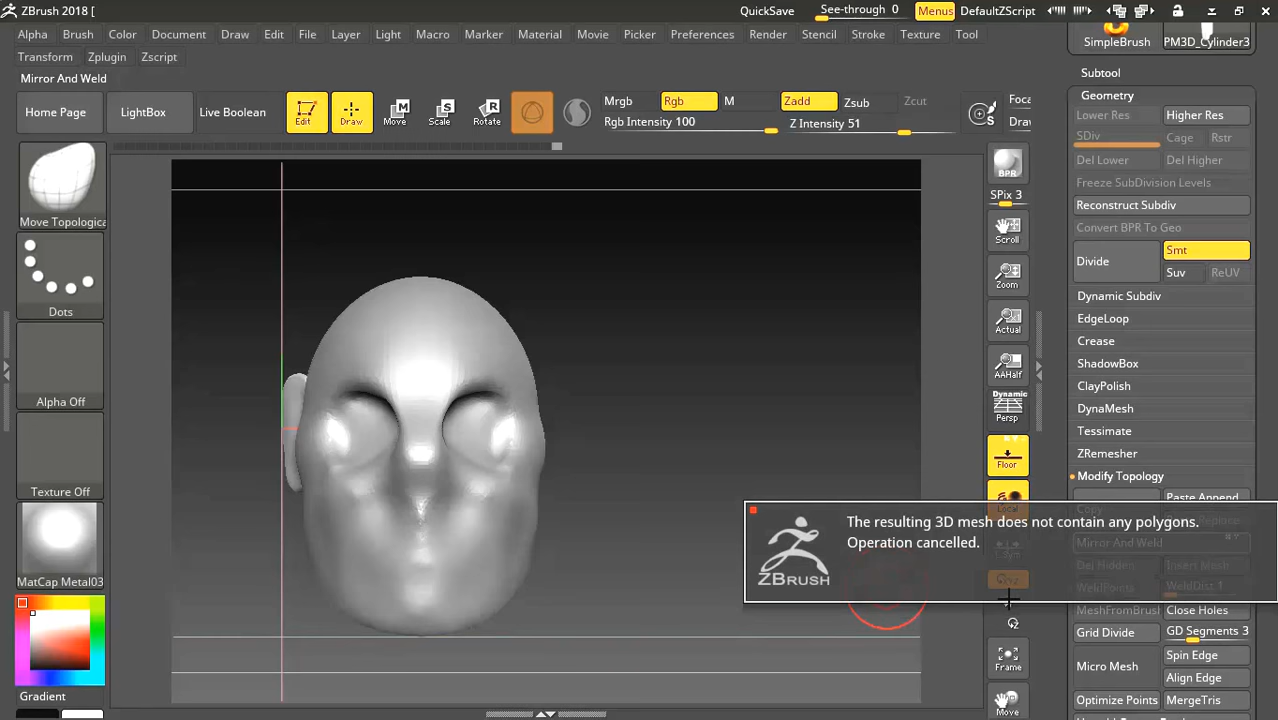 ZBrush 2018 [
QuickSave
See-through 0
Menus
DefaultZScript
Alpha Brush Color Document Draw Edit File Layer Light Macro Marker Material Movie Picker Preferences Render Stencil Stroke Texture Tool
Transform Zplugin Zscript
Mirror And Weld
Home Page
LightBox
Live Boolean
Edit
Draw
Move
Scale
Rotate
Mrgb
Rgb
M
Rgb Intensity 100
Zadd
Zsub
Zcut
Z Intensity 51
Foca
Draw
SimpleBrush
PM3D_Cylinder3
Subtool
Geometry
Lower Res
Higher Res
SDiv
Cage
Rstr
Del Lower
Del Higher
Freeze SubDivision Levels
Reconstruct Subdiv
Convert BPR To Geo
Divide
Smt
Suv
ReUV
Dynamic Subdiv
EdgeLoop
Crease
ShadowBox
ClayPolish
DynaMesh
Tessimate
ZRemesher
Modify Topology
Copy
Paste Append
Mirror And Weld
Del Hidden
Insert Mesh
WeldPoints
WeldDist 1
MeshFromBrush
Close Holes
Grid Divide
GD Segments 3
Micro Mesh
Spin Edge
Align Edge
Optimize Points
MergeTris
Move Topologica
Dots
Alpha Off
Texture Off
MatCap Metal03
Gradient
BPR
SPix 3
Scroll
Zoom
Actual
AAHalf
Dynamic
Persp
Floor
Local
Frame
Move
ZBRUSH
The resulting 3D mesh does not contain any polygons.
Operation cancelled.